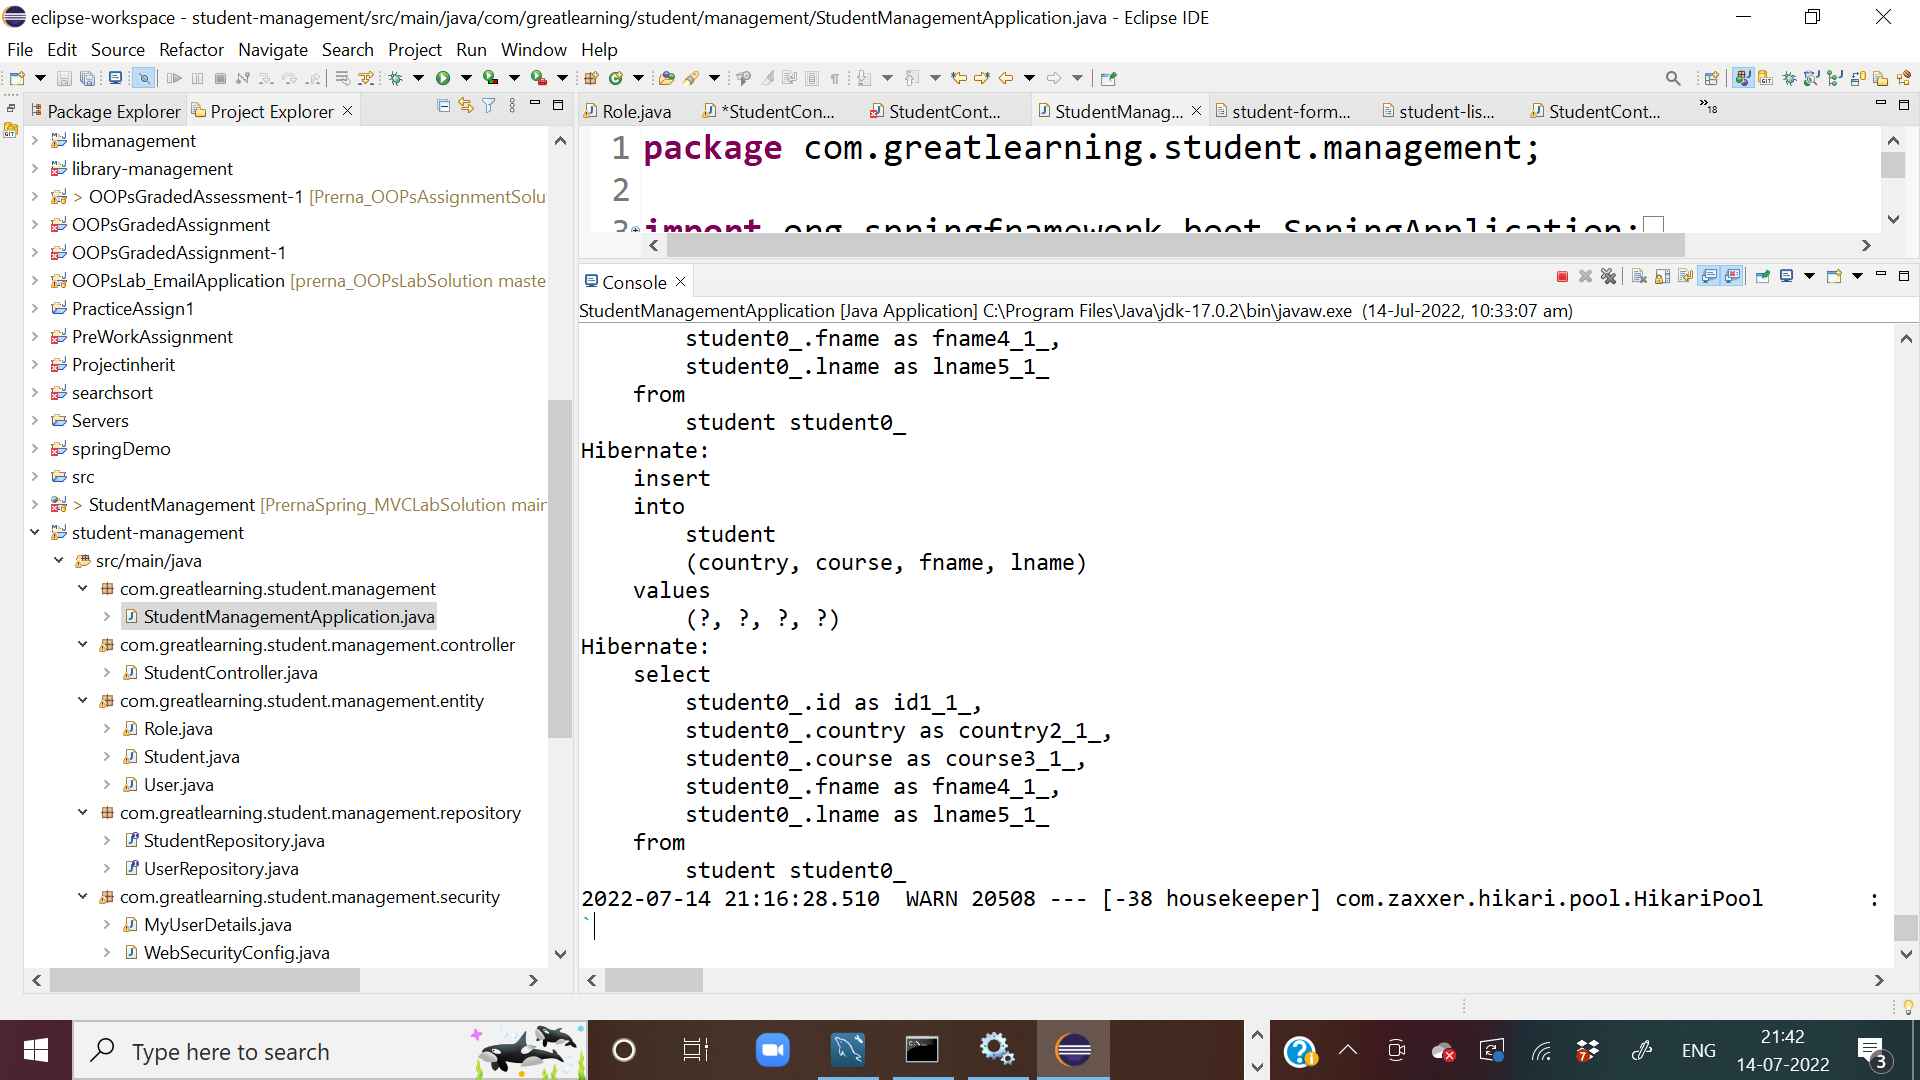 eclipse-workspace - student-management/src/main/java/com/greatlearning/student/management/StudentManagementApplication.java - Eclipse IDE
File Edit Source Refactor Navigate Search Project Run Window Help
Package Explorer Project Explorer
libmanagement
library-management
> OOPsGradedAssessment-1 [Prerna_OOPsAssignmentSolu
OOPsGradedAssignment
OOPsGradedAssignment-1
OOPsLab_EmailApplication [prerna_OOPsLabSolution maste
PracticeAssign1
PreWorkAssignment
Projectinherit
searchsort
Servers
springDemo
src
> StudentManagement [PrernaSpring_MVCLabSolution main
student-management
src/main/java
com.greatlearning.student.management
StudentManagementApplication.java
com.greatlearning.student.management.controller
StudentController.java
com.greatlearning.student.management.entity
Role.java
Student.java
User.java
com.greatlearning.student.management.repository
StudentRepository.java
UserRepository.java
com.greatlearning.student.management.security
MyUserDetails.java
WebSecurityConfig.java
Role.java *StudentCon... StudentCont... StudentManag... student-form... student-lis... StudentCont... »18
1 package com.greatlearning.student.management;
2
3 import org.springframework.boot.SpringApplication;
Console
StudentManagementApplication [Java Application] C:\Program Files\Java\jdk-17.0.2\bin\javaw.exe (14-Jul-2022, 10:33:07 am)
student0_.fname as fname4_1_,
student0_.lname as lname5_1_
from
student student0_
Hibernate:
insert
into
student
(country, course, fname, lname)
values
(?, ?, ?, ?)
Hibernate:
select
student0_.id as id1_1_,
student0_.country as country2_1_,
student0_.course as course3_1_,
student0_.fname as fname4_1_,
student0_.lname as lname5_1_
from
student student0_
2022-07-14 21:16:28.510 WARN 20508 --- [-38 housekeeper] com.zaxxer.hikari.pool.HikariPool :
`
Type here to search
ENG
21:42
14-07-2022
3